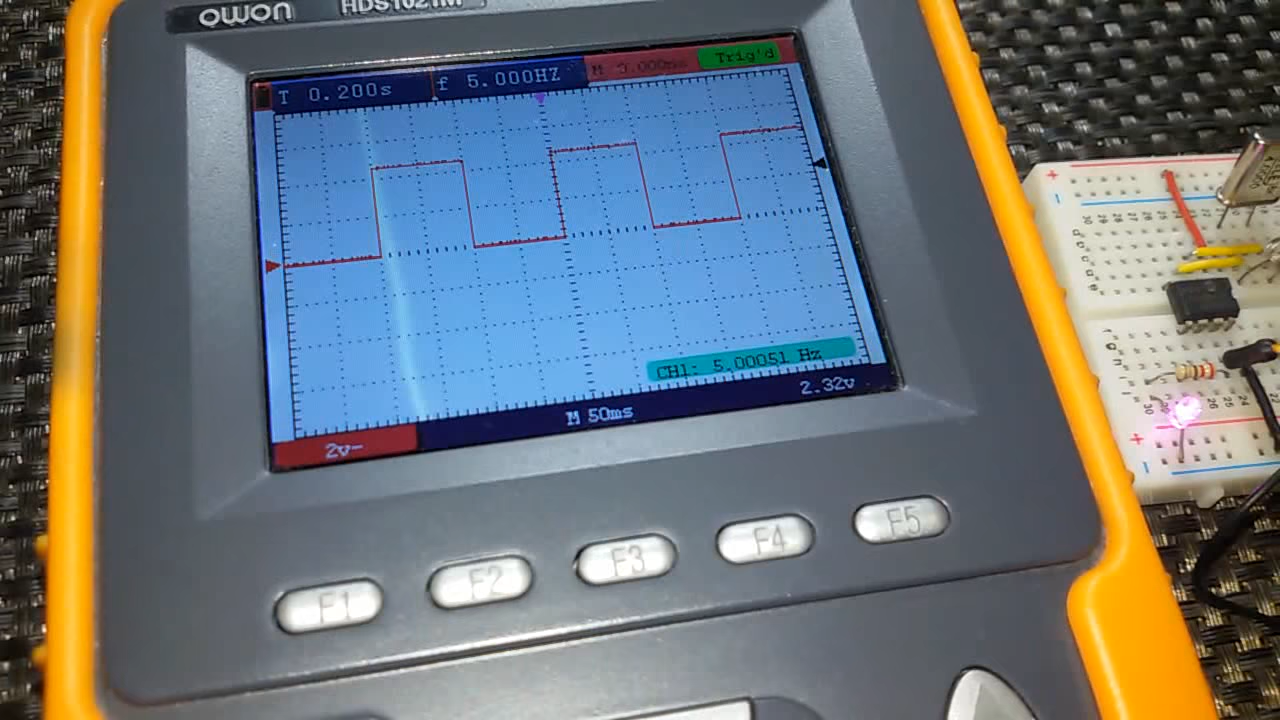 OWON HDS1021M
T 0.200s f 5.000HZ Trig'd
CH1: 5.00051 Hz
2.32v
M 50ms
2v
F1 F2 F3 F4 F5